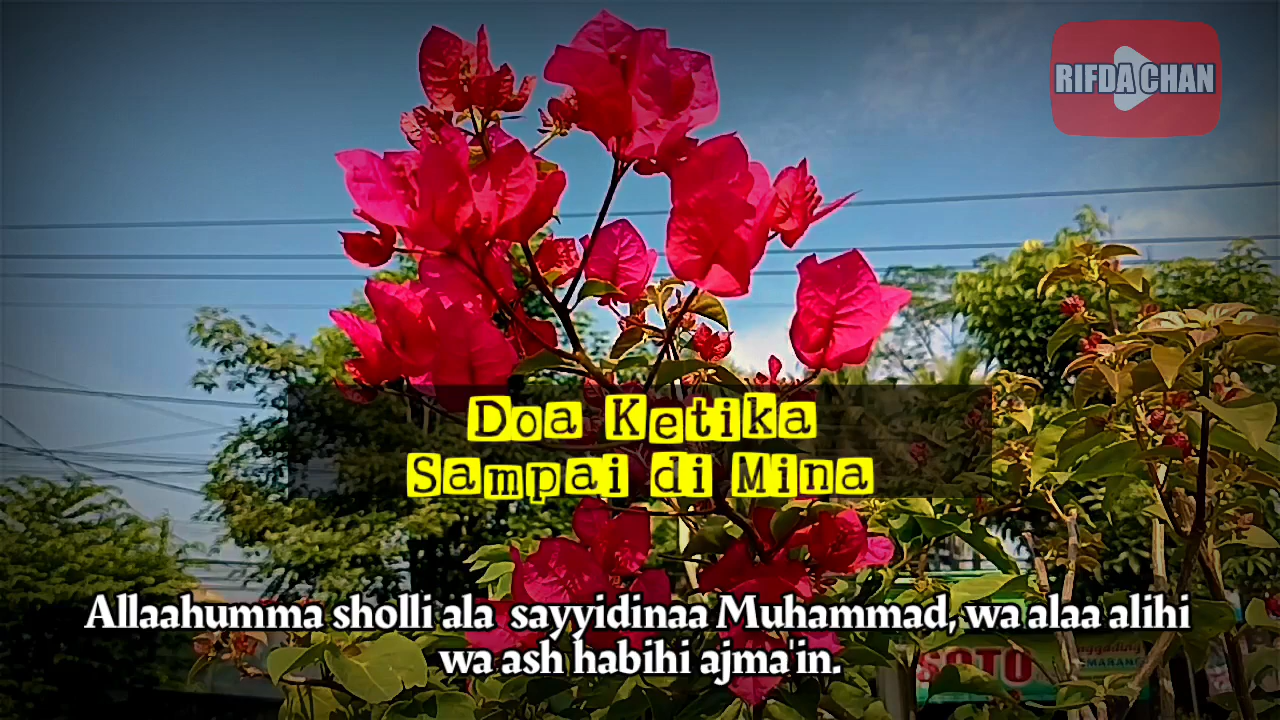 RIFDA CHAN
Doa Ketika
Sampai di Mina
Allaahumma sholli ala sayyidinaa Muhammad, wa alaa alihi
wa ash habihi ajma'in.
SOTO